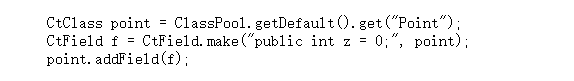 CtClass point = ClassPool.getDefault().get("Point");
CtField f = CtField.make("public int z = 0;", point);
point.addField(f);